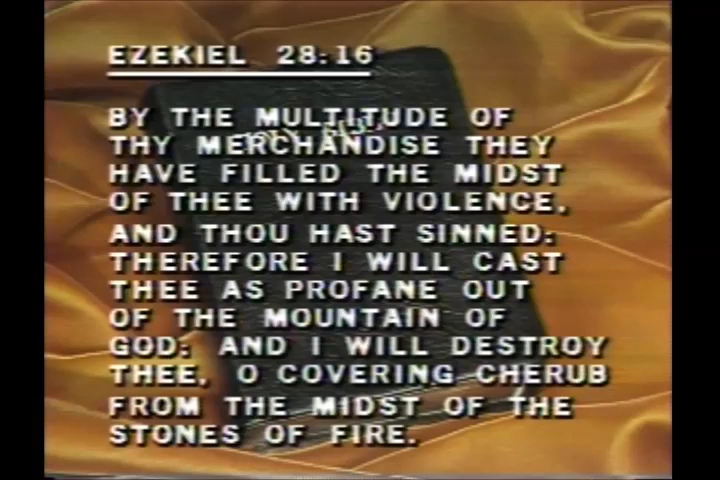 EZEKIEL 28:16
BY THE MULTITUDE OF
THY MERCHANDISE THEY
HAVE FILLED THE MIDST
OF THEE WITH VIOLENCE,
AND THOU HAST SINNED:
THEREFORE I WILL CAST
THEE AS PROFANE OUT
OF THE MOUNTAIN OF
GOD: AND I WILL DESTROY
THEE, O COVERING CHERUB
FROM THE MIDST OF THE
STONES OF FIRE.